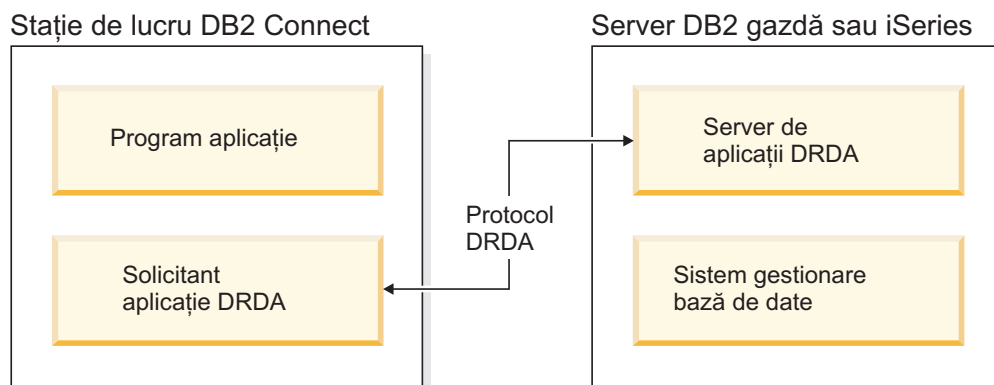 Stație de lucru DB2 Connect
Server DB2 gazdă sau iSeries
Program aplicație
Server de
aplicații DRDA
Protocol
DRDA
Solicitant
aplicație DRDA
Sistem gestionare
bază de date